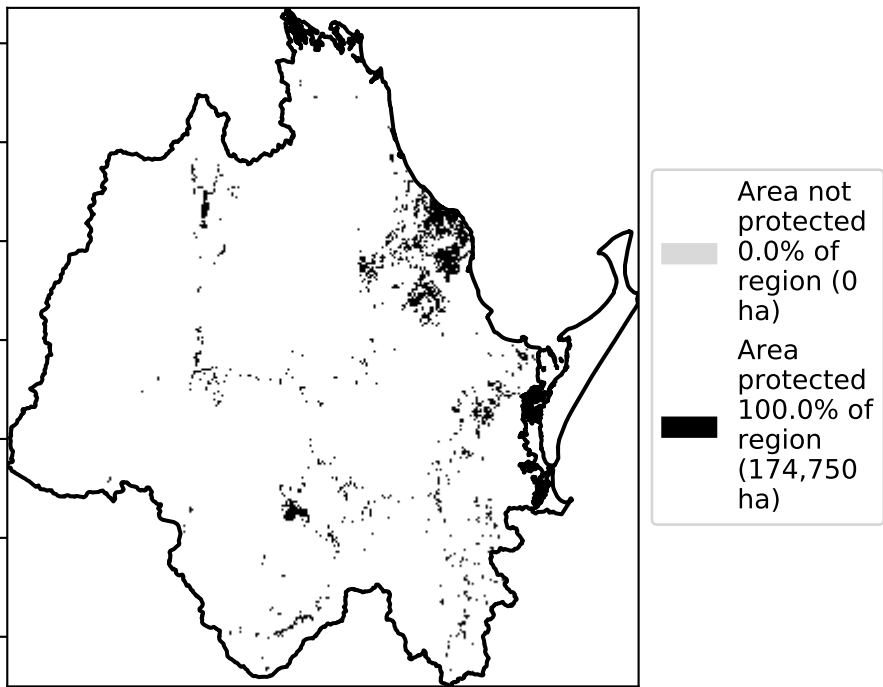 Area not
protected
0.0% of
region (0
ha)
Area
protected
100.0% of
region
(174,750
ha)